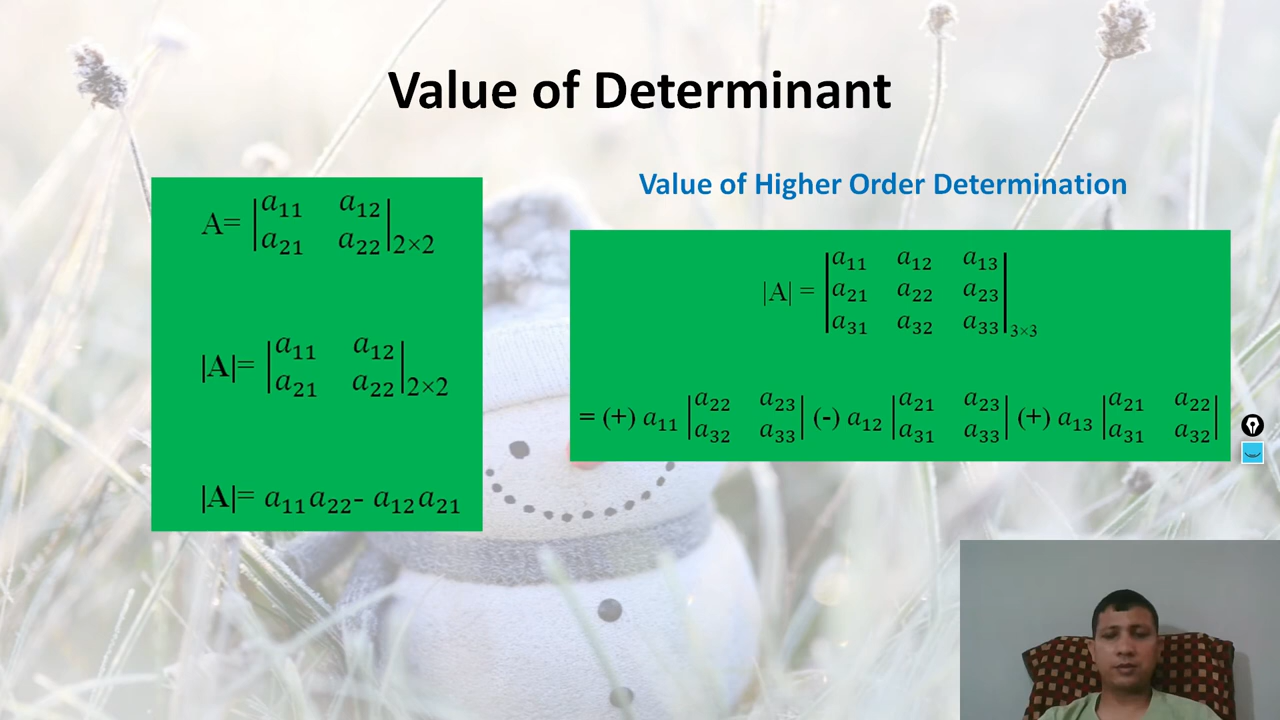 Value of Determinant
A= |a₁₁ a₁₂|
|a₂₁ a₂₂|₂×₂
|A|= |a₁₁ a₁₂|
|a₂₁ a₂₂|₂×₂
|A|= a₁₁a₂₂- a₁₂a₂₁
Value of Higher Order Determination
|a₁₁ a₁₂ a₁₃|
|A| = |a₂₁ a₂₂ a₂₃|
|a₃₁ a₃₂ a₃₃|₃×₃
= (+) a₁₁ |a₂₂ a₂₃| (-) a₁₂ |a₂₁ a₂₃| (+) a₁₃ |a₂₁ a₂₂|
|a₃₂ a₃₃| |a₃₁ a₃₃| |a₃₁ a₃₂|